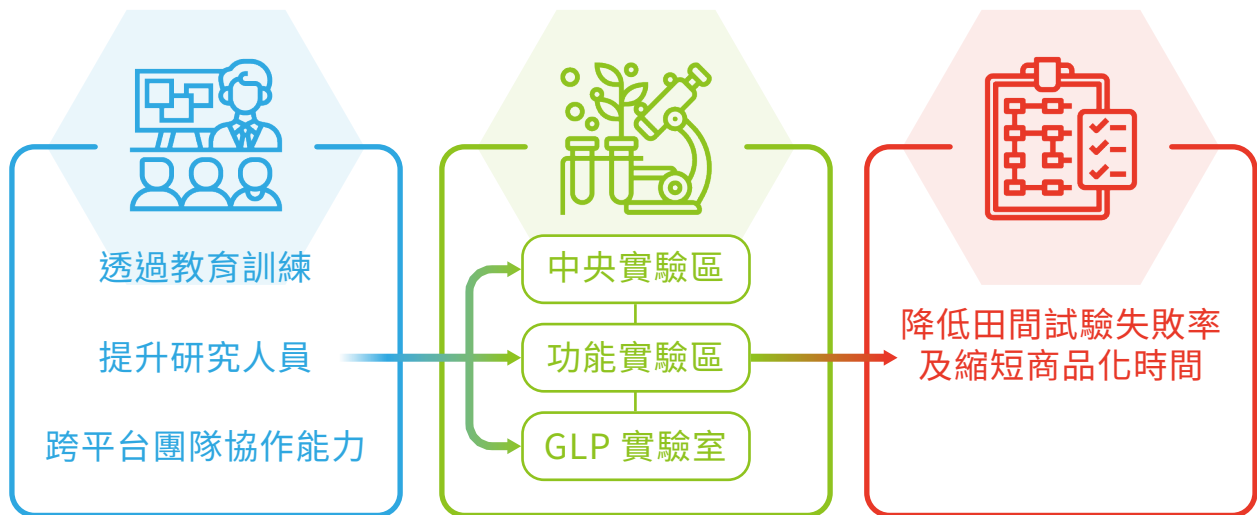 透過教育訓練
提升研究人員
跨平台團隊協作能力
中央實驗區
功能實驗區
GLP 實驗室
降低田間試驗失敗率
及縮短商品化時間